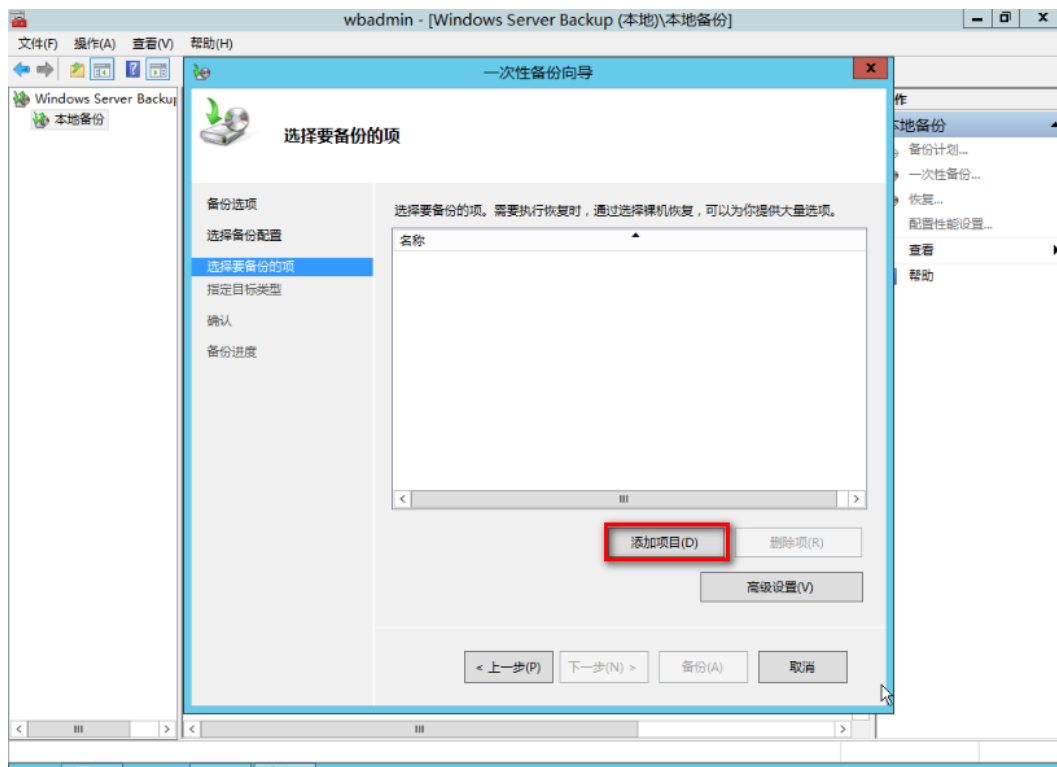 wbadmin - [Windows Server Backup (本地)\本地备份]
文件(F) 操作(A) 查看(V) 帮助(H)
Windows Server Backup
本地备份
一次性备份向导
选择要备份的项
备份选项
选择备份配置
选择要备份的项
指定目标类型
确认
备份进度
选择要备份的项。需要执行恢复时，通过选择裸机恢复，可以为你提供大量选项。
名称
添加项目(D)
删除项(R)
高级设置(V)
< 上一步(P)
下一步(N) >
备份(A)
取消
作
本地备份
备份计划...
一次性备份...
恢复...
配置性能设置...
查看
帮助